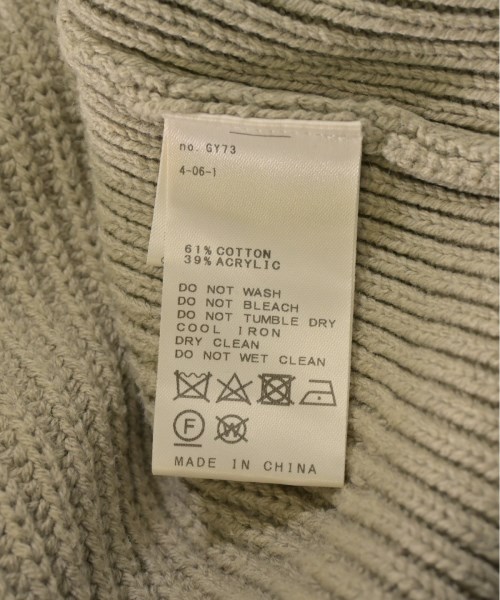 no. GY73
4-06-1
61% COTTON
39% ACRYLIC
DO NOT WASH
DO NOT BLEACH
DO NOT TUMBLE DRY
COOL IRON
DRY CLEAN
DO NOT WET CLEAN
F W
MADE IN CHINA